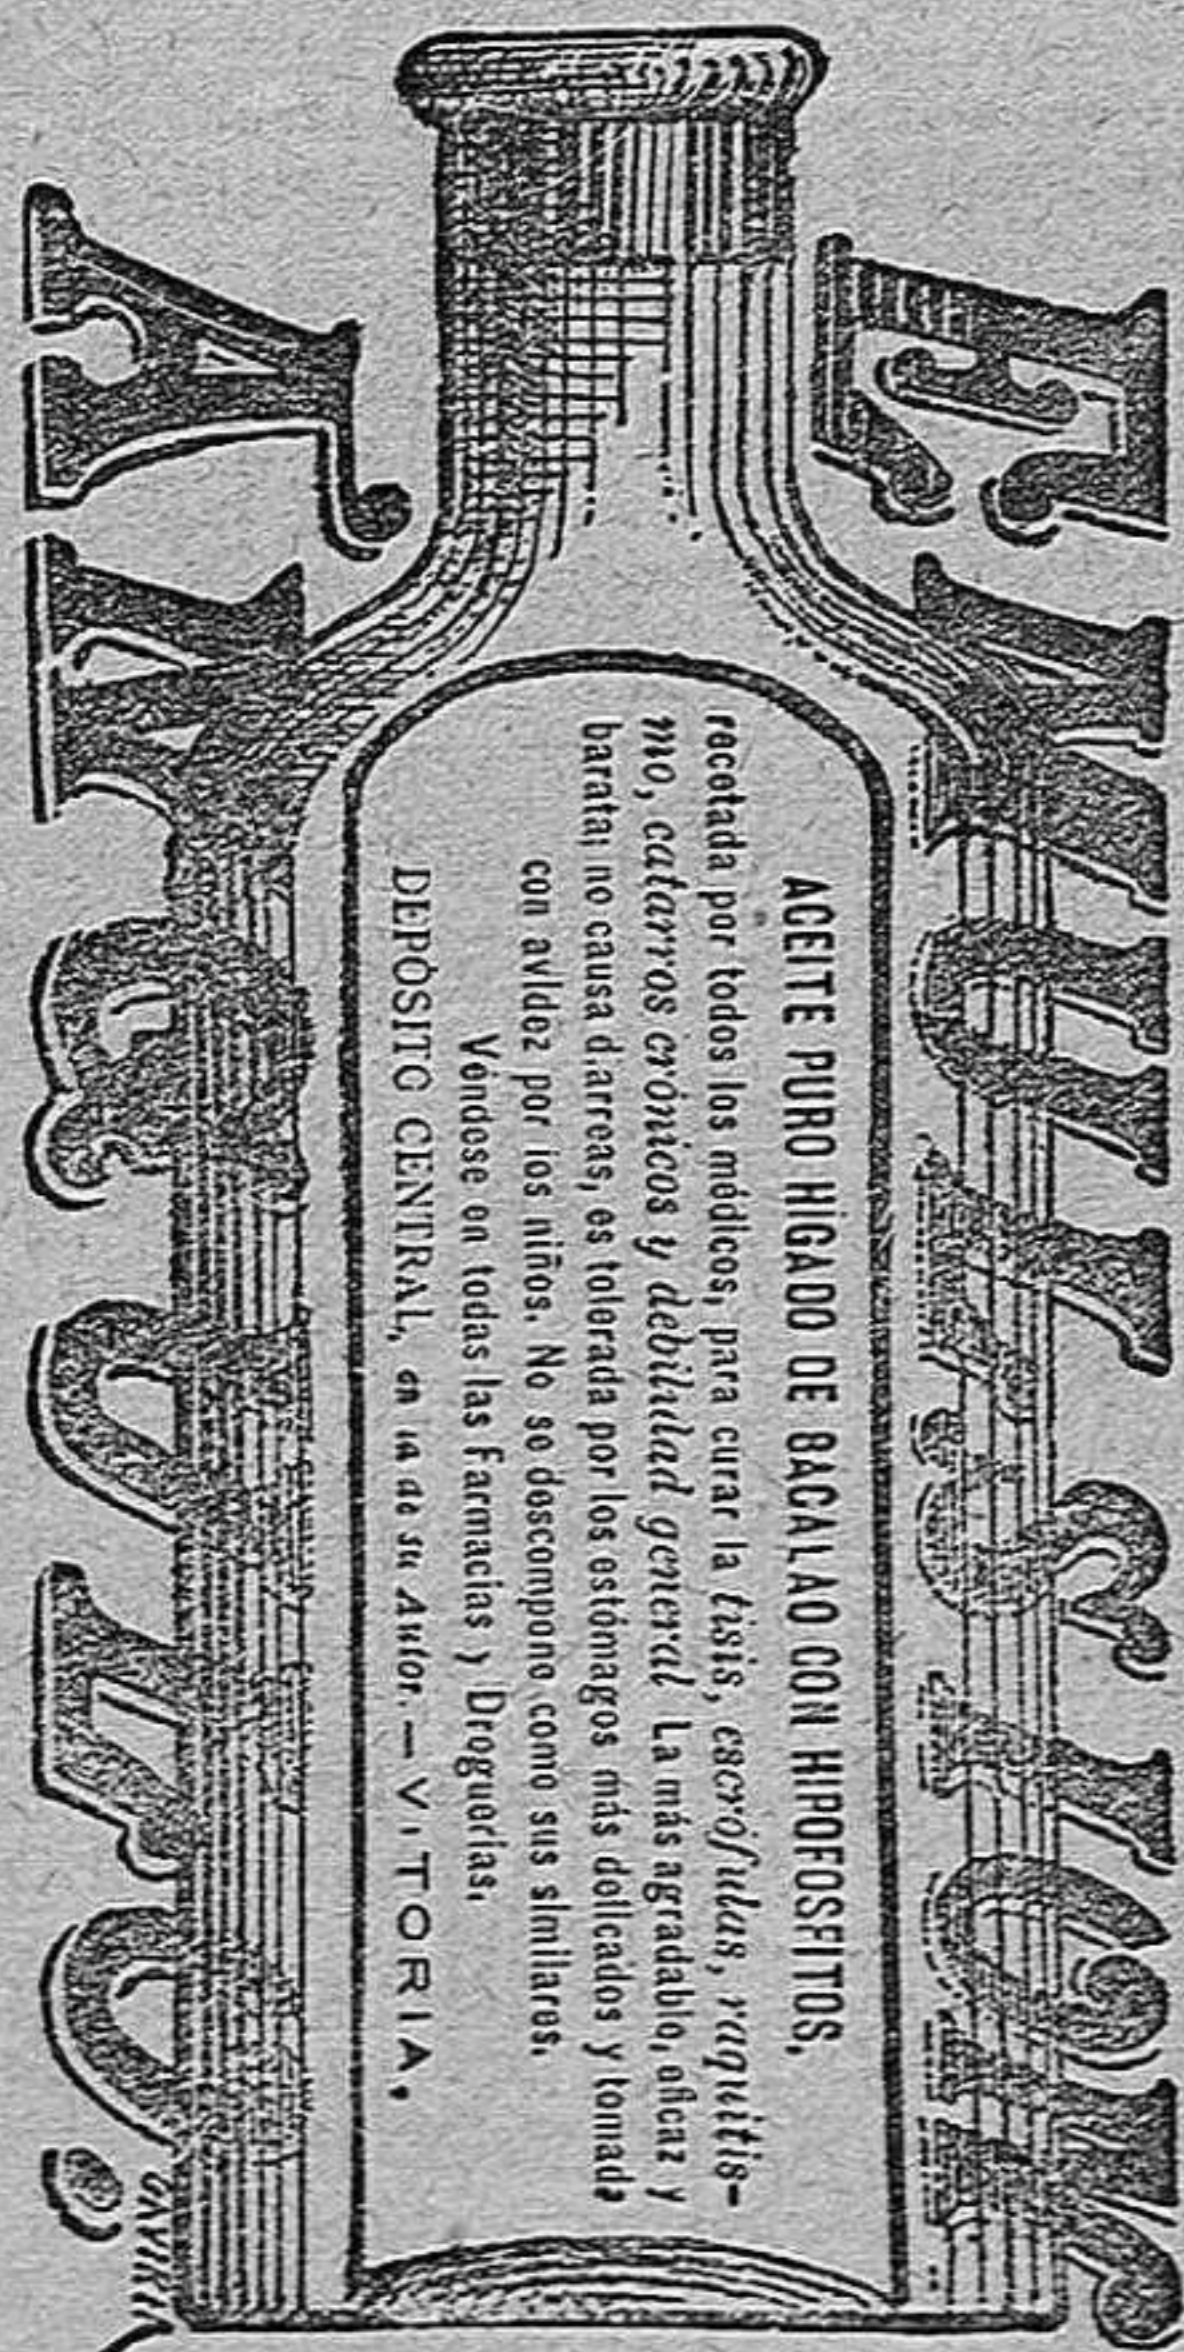 EMULSION
ACEITE PURO HIGADO DE BACALAO CON HIPOFOSFITOS,
recetada por todos los médicos, para curar la tisis, escrófulas, raquitis-
mo, catarros crónicos y debilidad general La más agradable, eficaz y
barata; no causa diarreas, es tolerada por los estómagos más delicados y tomada
con avidez por los niños. No se descompone como sus similares.
Véndese en todas las Farmacias y Droguerías.
DEPÓSITO CENTRAL, en la de su Autor. — VITORIA.